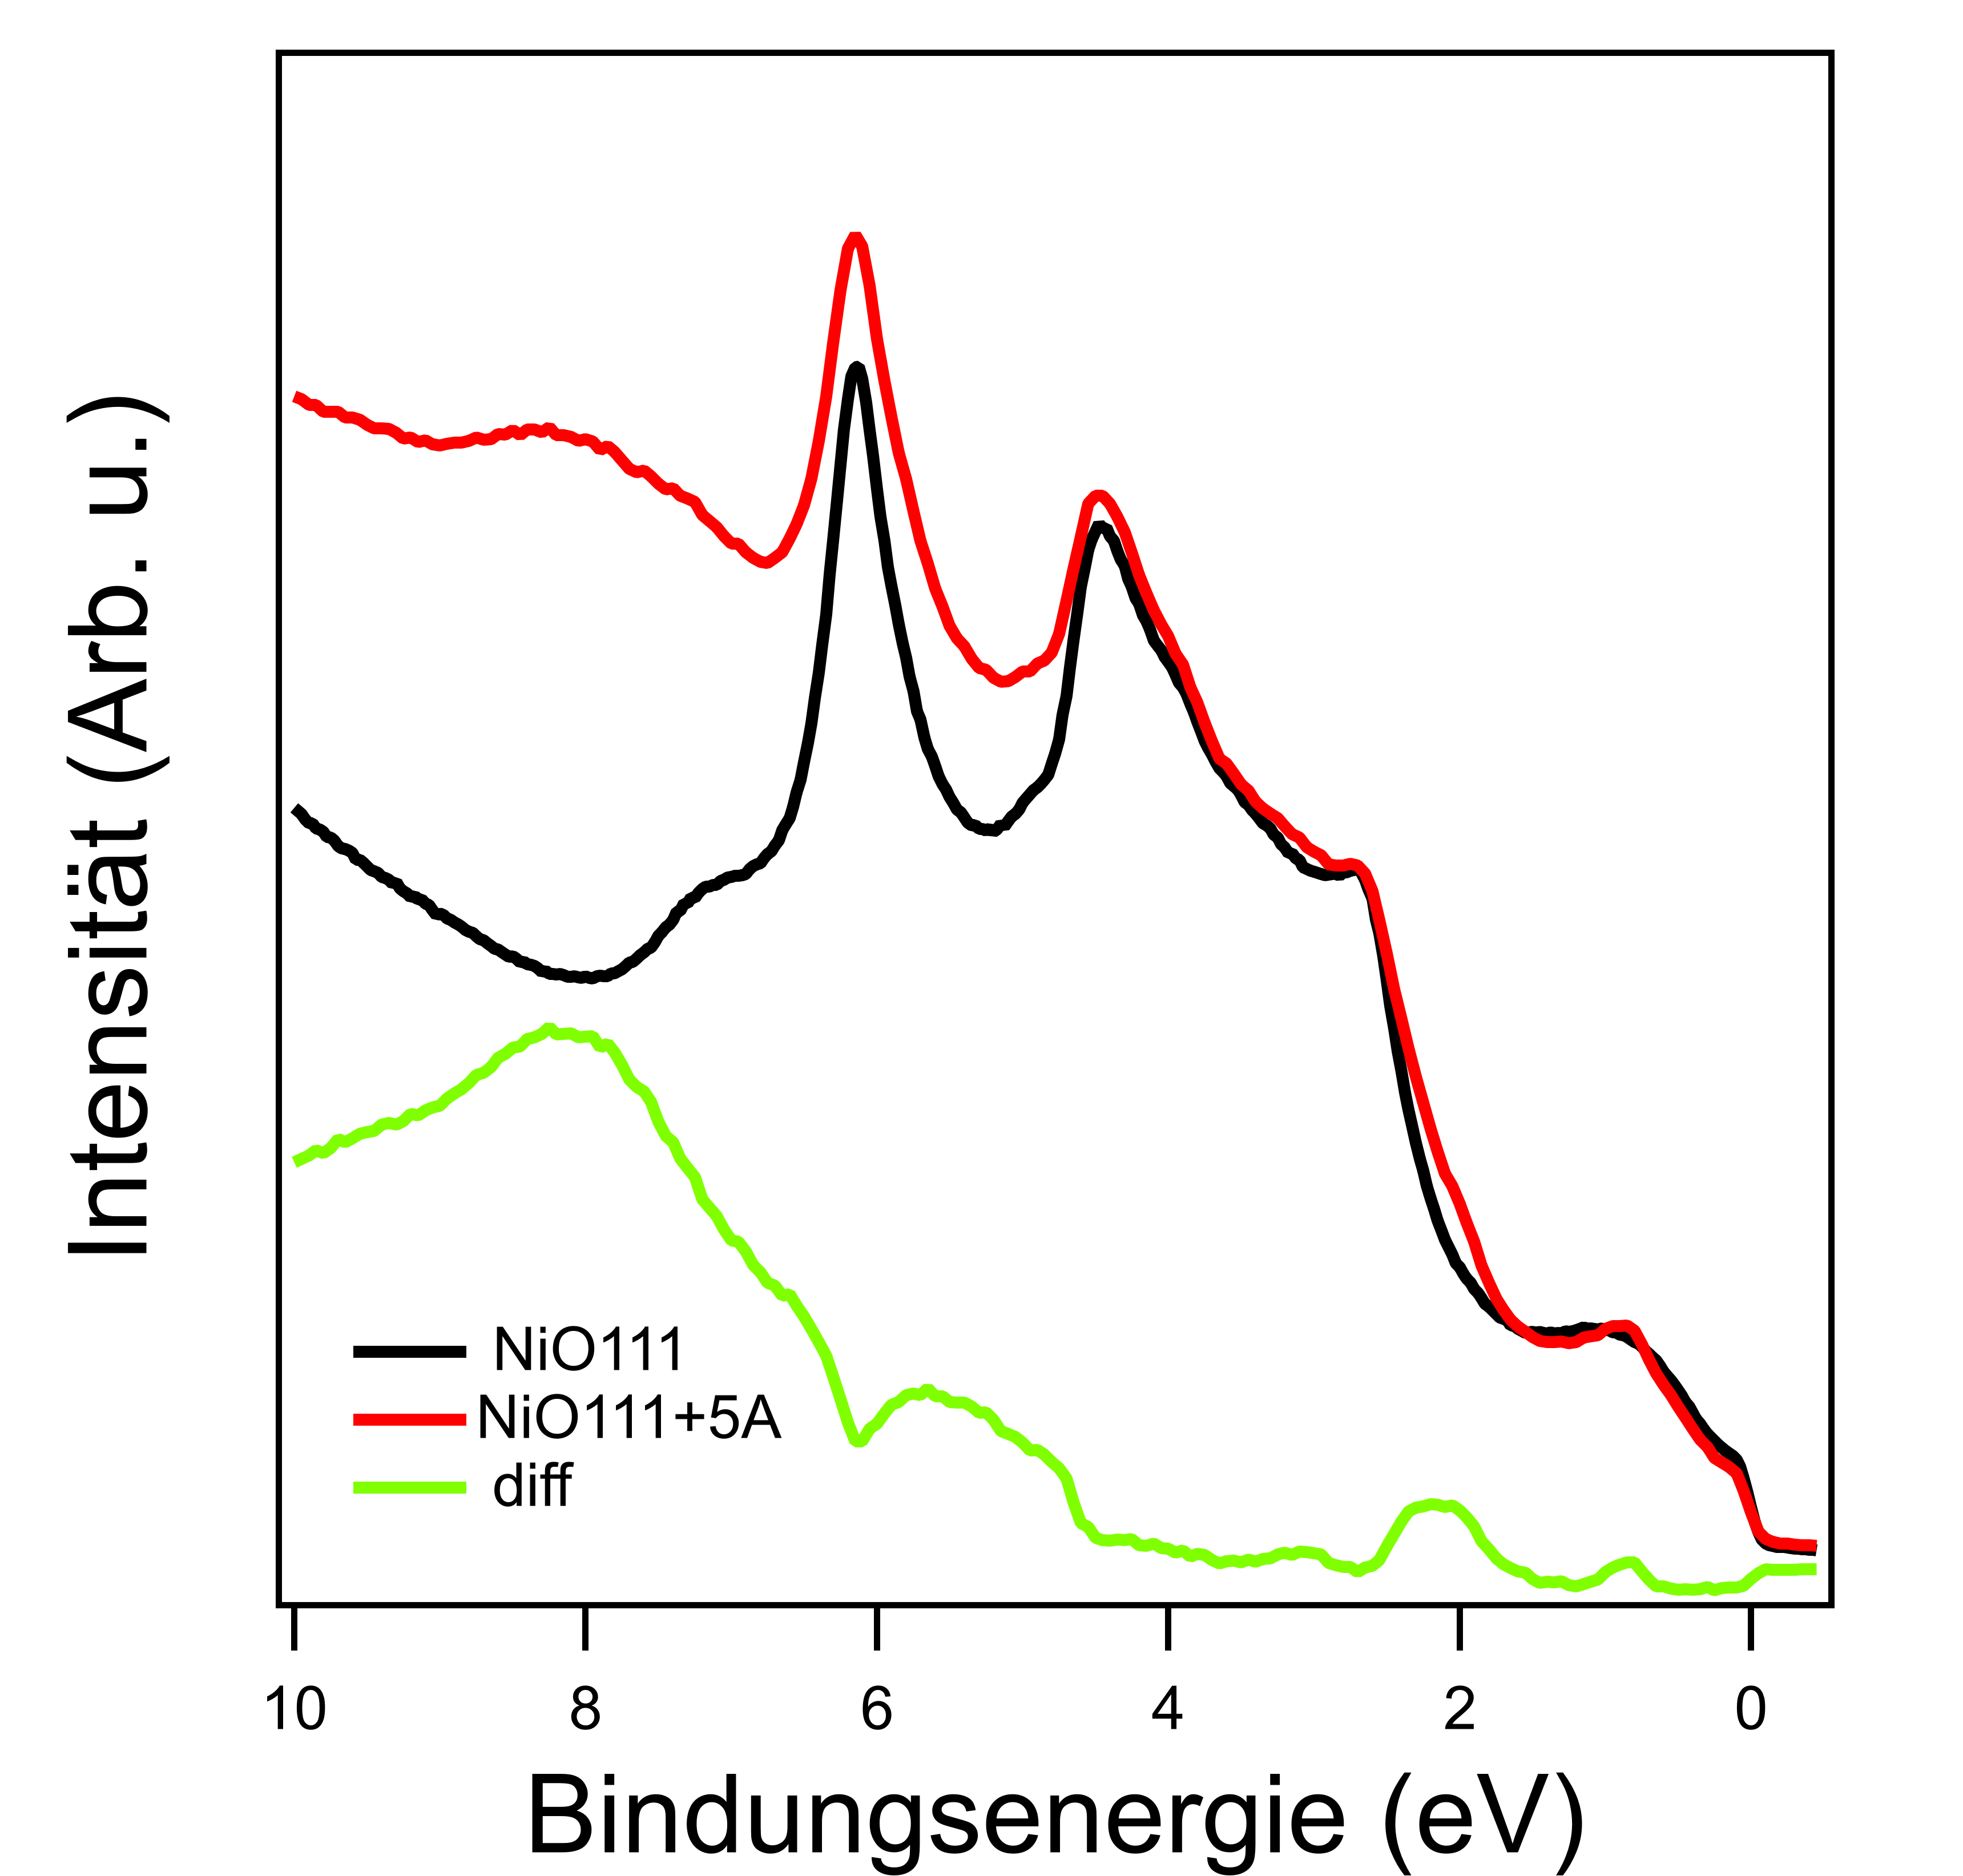 Intensität (Arb. u.)
NiO111
NiO111+5A
diff
10 8 6 4 2 0
Bindungsenergie (eV)